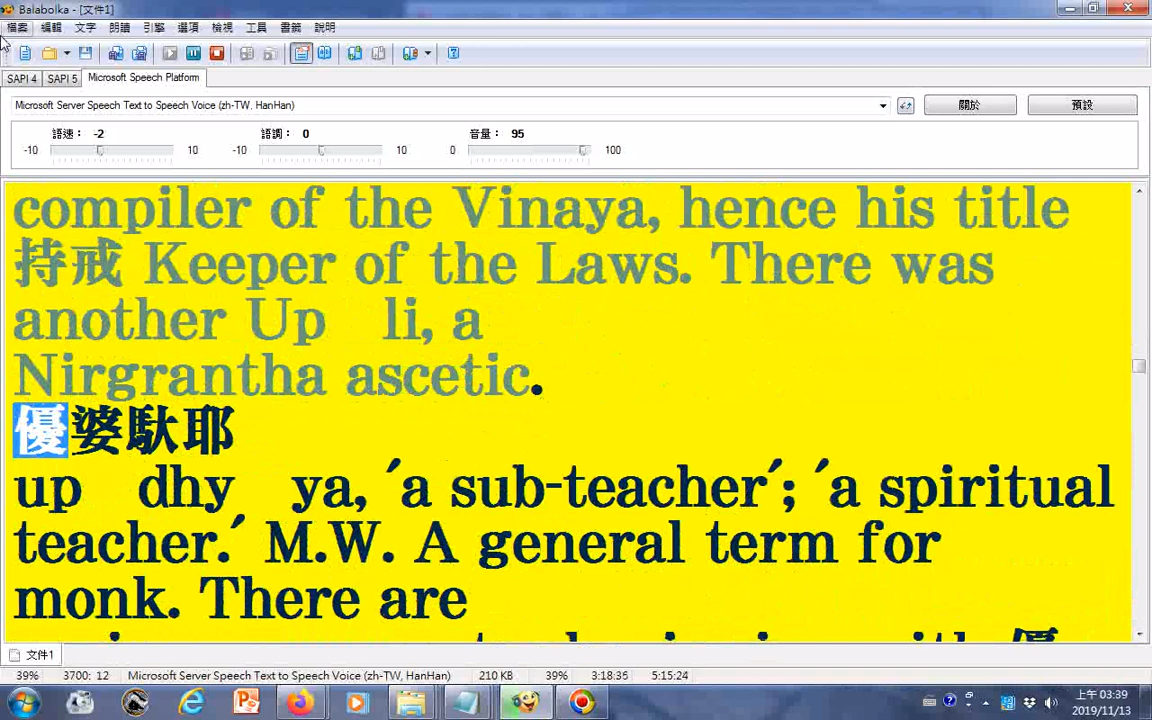 Balabolka - [文件1]
檔案 編輯 文字 朗讀 引擎 選項 檢視 工具 書籤 說明
SAPI 4 SAPI 5 Microsoft Speech Platform
Microsoft Server Speech Text to Speech Voice (zh-TW, HanHan) 關於 預設
語速： -2 語調： 0 音量： 95
-10 10 -10 10 0 100
compiler of the Vinaya, hence his title
持戒 Keeper of the Laws. There was
another Up li, a
Nirgrantha ascetic.
優婆馱耶
up dhy ya, 'a sub-teacher'; 'a spiritual
teacher.' M.W. A general term for
monk. There are
文件1
39% 3700: 12 Microsoft Server Speech Text to Speech Voice (zh-TW, HanHan) 210 KB 39% 3:18:36 5:15:24
上午 03:39
2019/11/13